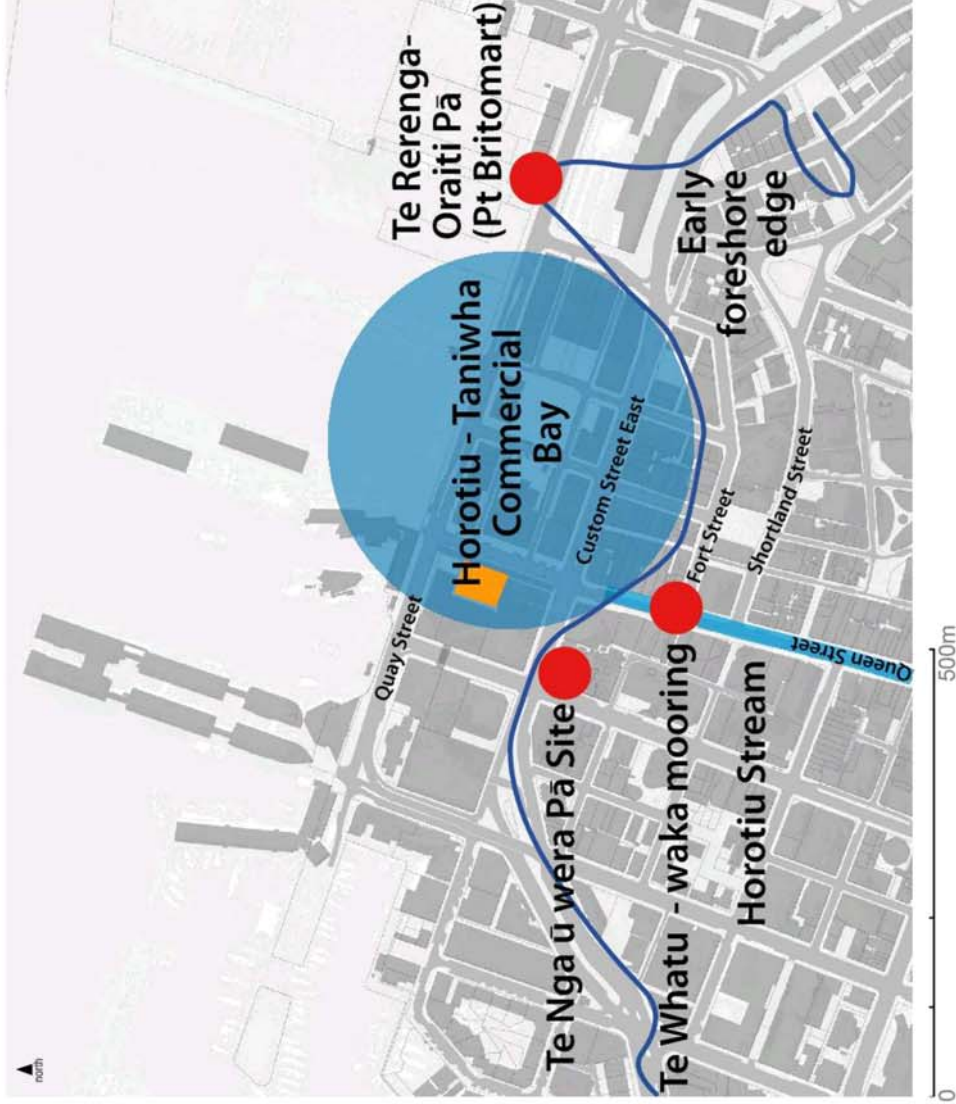 north
Te Rerenga-
Oraiti Pā
(Pt Britomart)
Horotiu - Taniwha
Commercial
Bay
Early
foreshore
edge
Quay Street
Custom Street East
Fort Street
Shortland Street
Queen Street
Te Nga ū wera Pā Site
Te Whatu - waka mooring
Horotiu Stream
0
500m